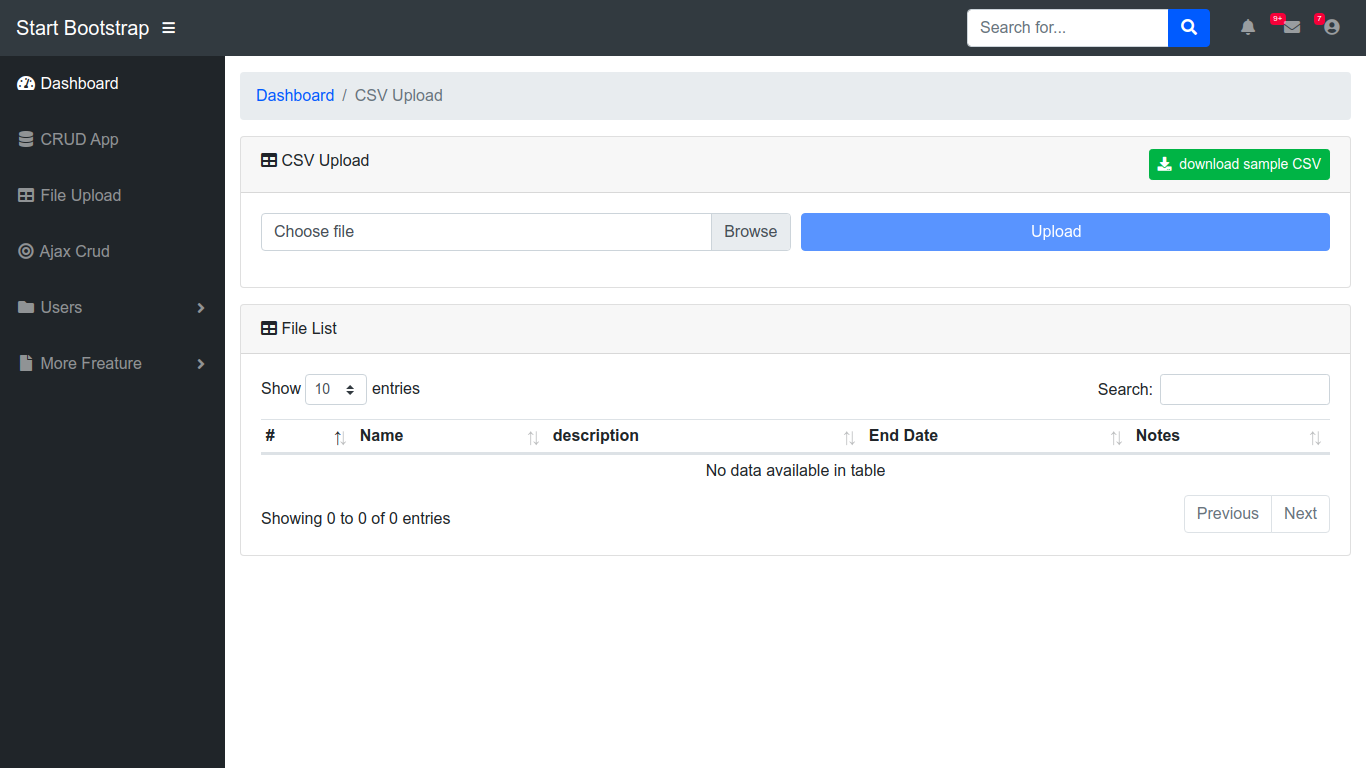 Start Bootstrap
Search for...
9+
7
Dashboard
CRUD App
File Upload
Ajax Crud
Users
More Freature
Dashboard / CSV Upload
CSV Upload
download sample CSV
Choose file Browse Upload
File List
Show 10 entries Search:
# Name description End Date Notes
No data available in table
Showing 0 to 0 of 0 entries
Previous Next